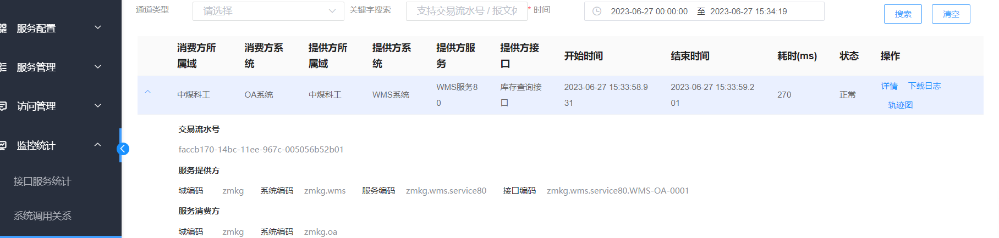 通道类型
请选择
关键字搜索
支持交易流水号 / 报文体
* 时间
2023-06-27 00:00:00 至 2023-06-27 15:34:19
搜索
清空
服务配置
服务管理
访问管理
监控统计
接口服务统计
系统调用关系
消费方所
属域
消费方系
统
提供方所
属域
提供方系
统
提供方服
务
提供方接
口
开始时间
结束时间
耗时(ms)
状态
操作
中煤科工
OA系统
中煤科工
WMS系统
WMS服务8
0
库存查询接
口
2023-06-27 15:33:58.9
31
2023-06-27 15:33:59.2
01
270
正常
详情 下载日志
轨迹图
交易流水号
faccb170-14bc-11ee-967c-005056b52b01
服务提供方
域编码 zmkg 系统编码 zmkg.wms 服务编码 zmkg.wms.service80 接口编码 zmkg.wms.service80.WMS-OA-0001
服务消费方
域编码 zmkg 系统编码 zmkg.oa